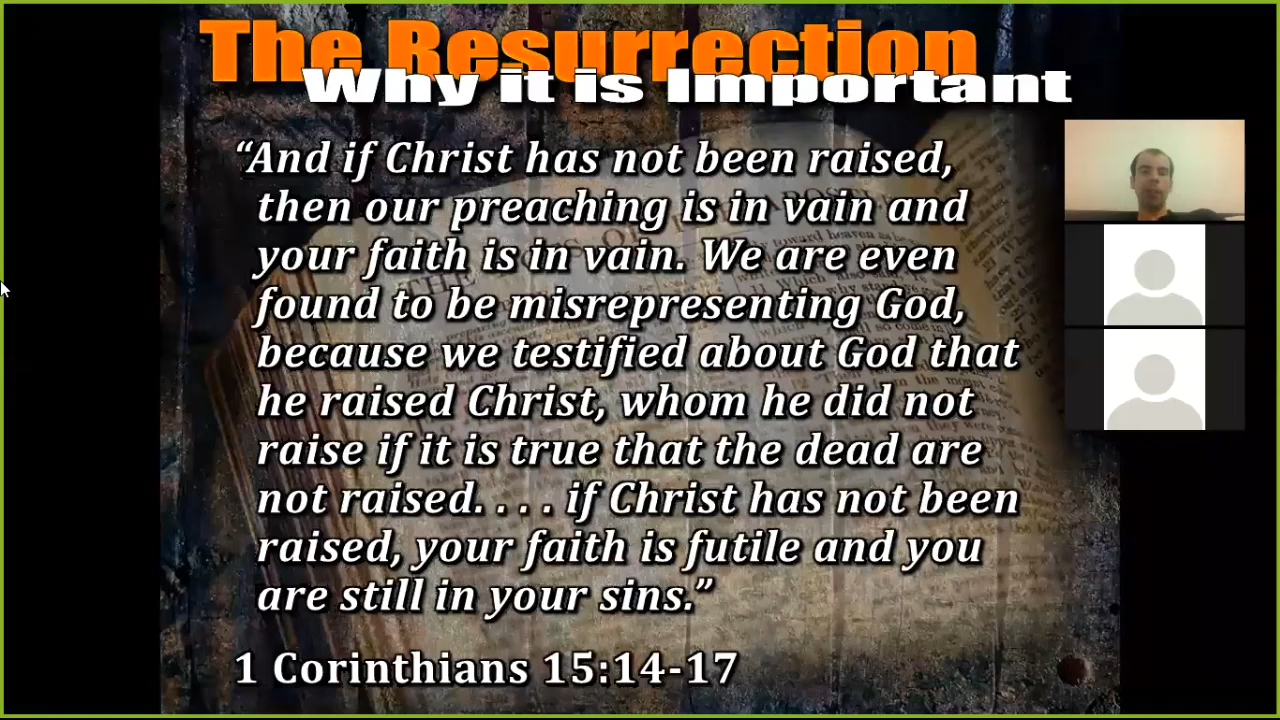 The Resurrection
Why it is Important
“And if Christ has not been raised,
then our preaching is in vain and
your faith is in vain. We are even
found to be misrepresenting God,
because we testified about God that
he raised Christ, whom he did not
raise if it is true that the dead are
not raised. . . . if Christ has not been
raised, your faith is futile and you
are still in your sins.”
1 Corinthians 15:14-17